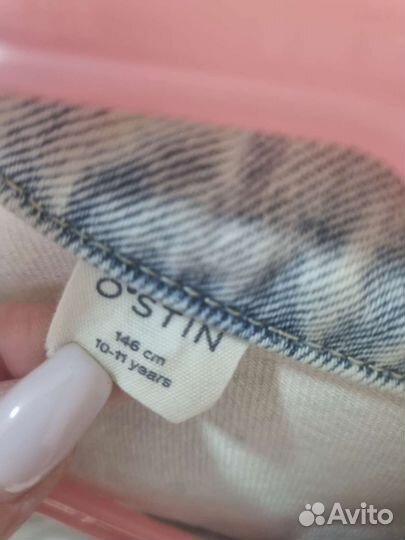 O'STIN
146 cm
10-11 years
Avito